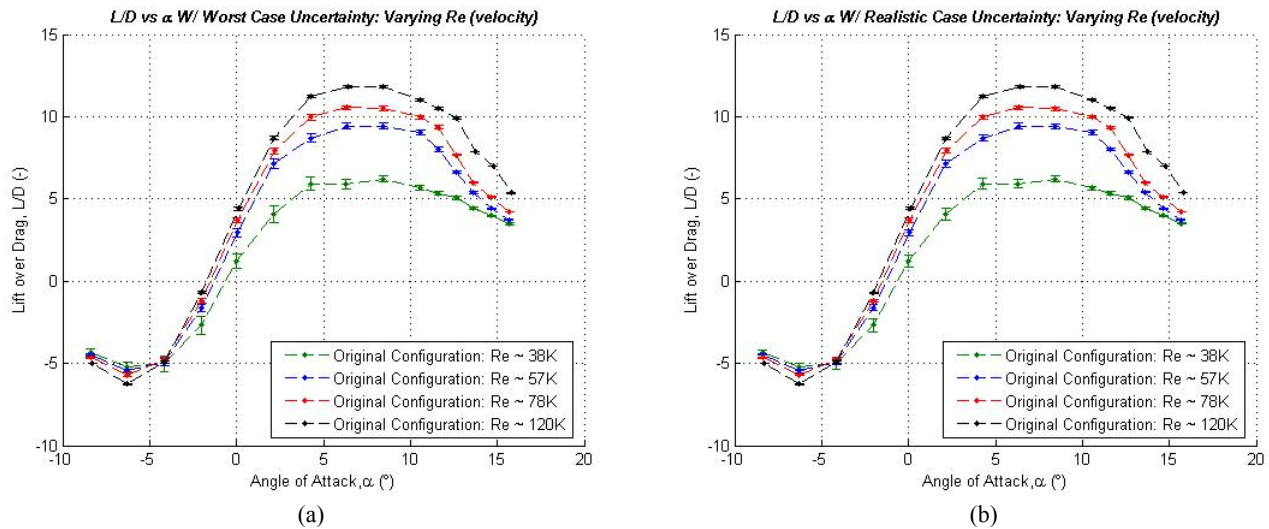 L/D vs α W/ Worst Case Uncertainty: Varying Re (velocity)
15
10
5
0
-5
-10
Lift over Drag, L/D (-)
Original Configuration: Re ~ 38K
Original Configuration: Re ~ 57K
Original Configuration: Re ~ 78K
Original Configuration: Re ~ 120K
-10 -5 0 5 10 15 20
Angle of Attack,α (°)
(a)
L/D vs α W/ Realistic Case Uncertainty: Varying Re (velocity)
15
10
5
0
-5
-10
Lift over Drag, L/D (-)
Original Configuration: Re ~ 38K
Original Configuration: Re ~ 57K
Original Configuration: Re ~ 78K
Original Configuration: Re ~ 120K
-10 -5 0 5 10 15 20
Angle of Attack,α (°)
(b)